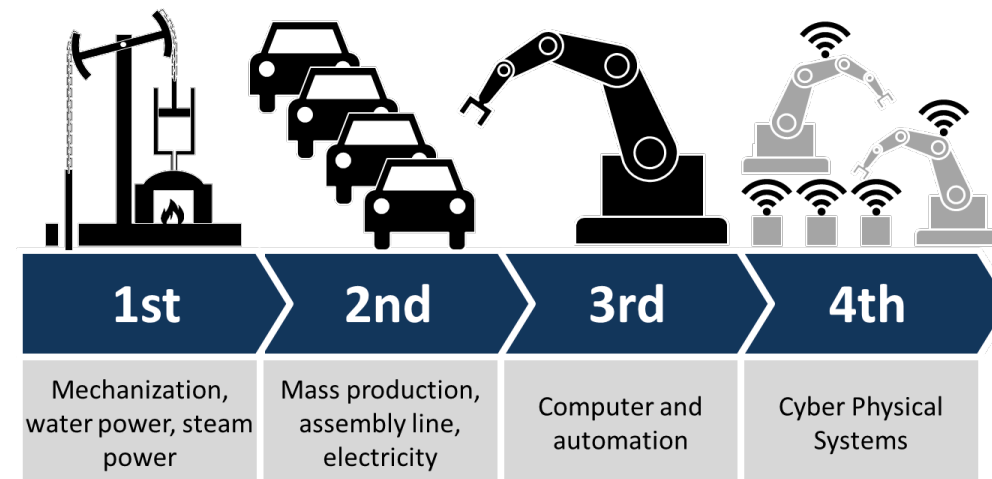 1st
2nd
3rd
4th
Mechanization,
water power, steam
power
Mass production,
assembly line,
electricity
Computer and
automation
Cyber Physical
Systems